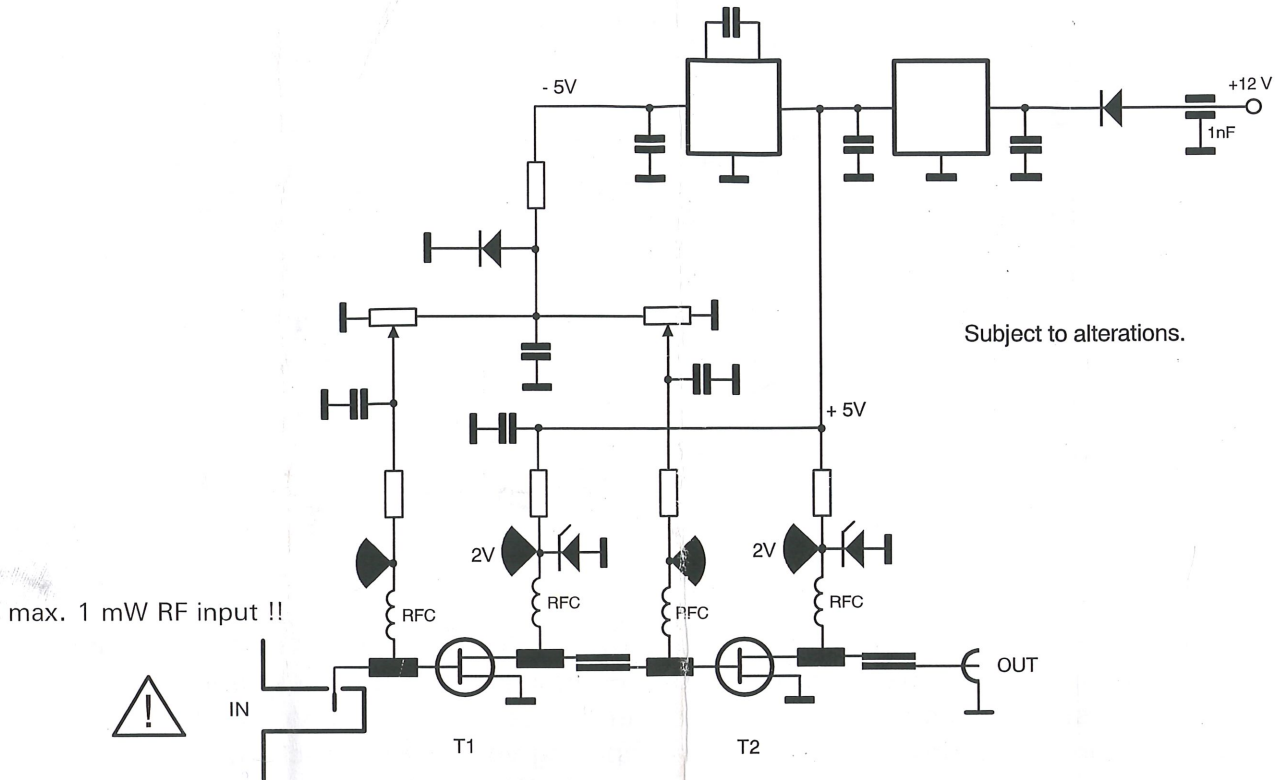 +12 V
- 5V
1nF
Subject to alterations.
+ 5V
2V
2V
RFC
RFC
RFC
RFC
max. 1 mW RF input !!
!
IN
OUT
T1
T2